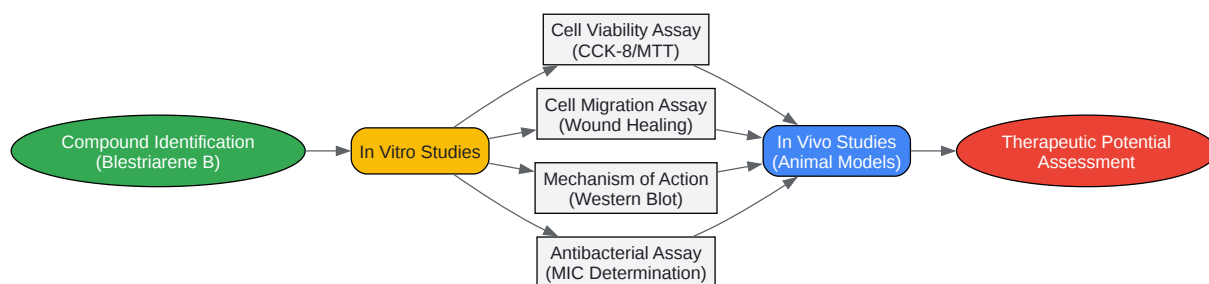 Compound Identification
(Blestriarene B)
In Vitro Studies
Cell Viability Assay
(CCK-8/MTT)
Cell Migration Assay
(Wound Healing)
Mechanism of Action
(Western Blot)
Antibacterial Assay
(MIC Determination)
In Vivo Studies
(Animal Models)
Therapeutic Potential
Assessment